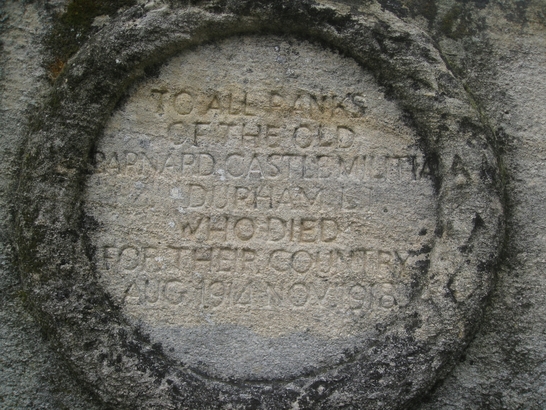 TO ALL RANKS
OF THE OLD
BARNARD CASTLE MILITIA
DURHAM
WHO DIED
FOR THEIR COUNTRY
AUG. 1914 NOV. 1918